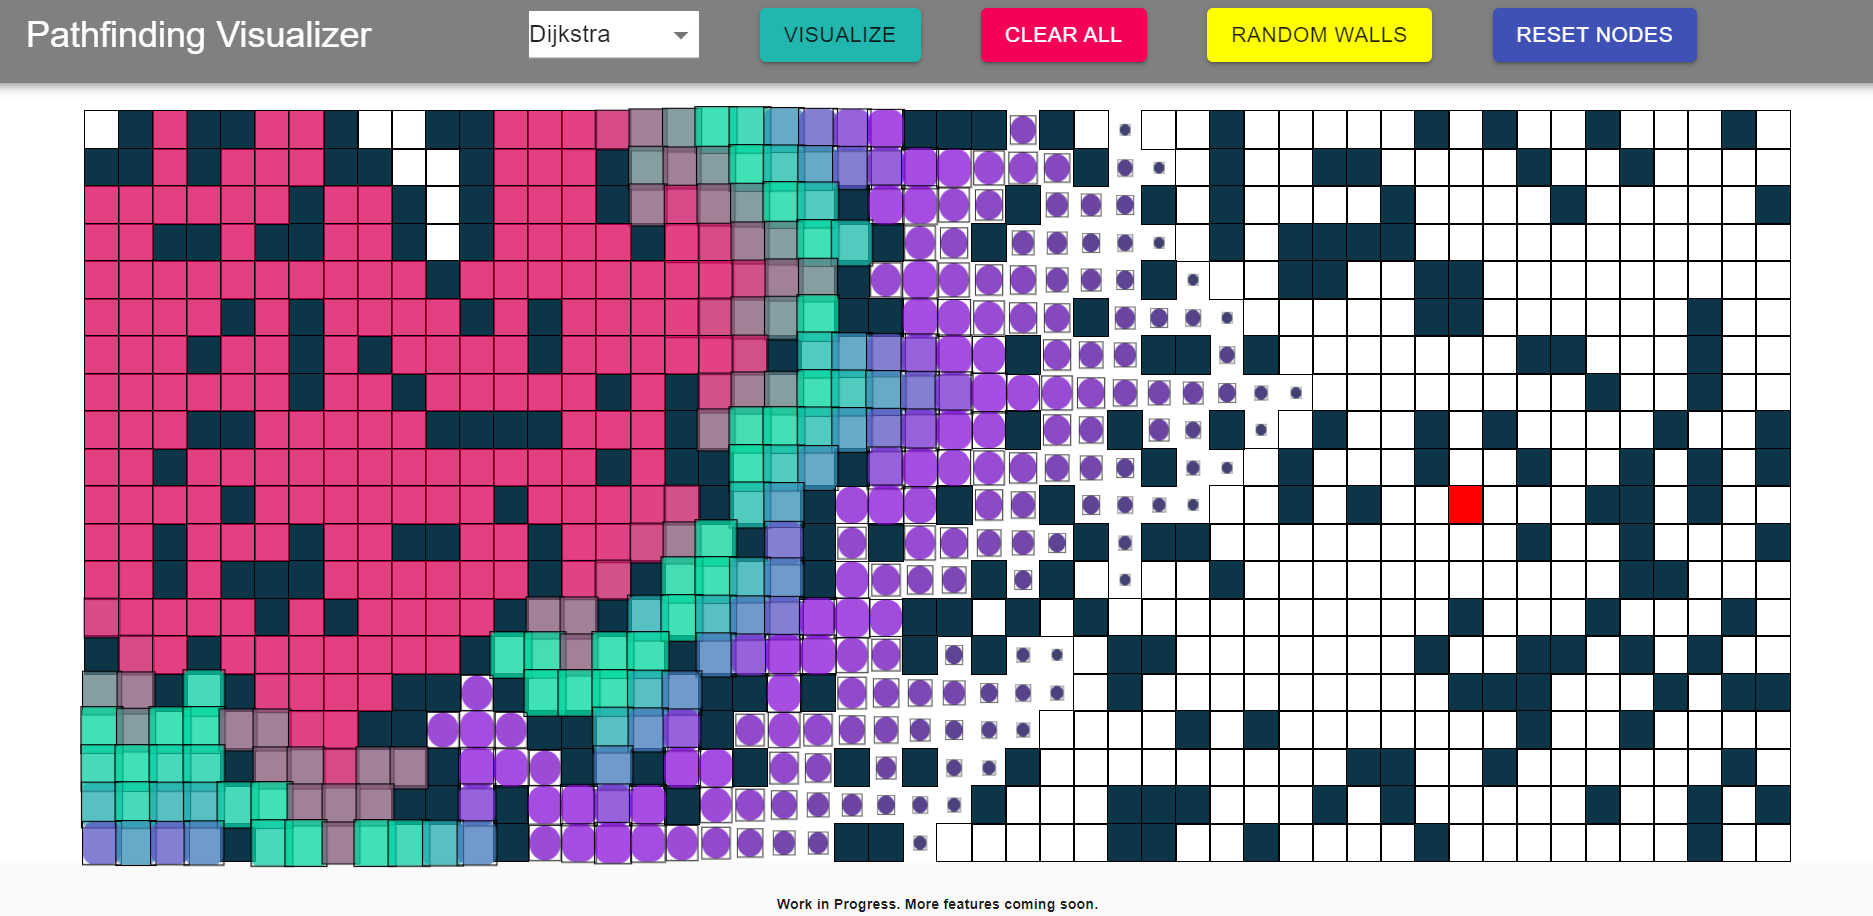 Pathfinding Visualizer
Dijkstra
VISUALIZE
CLEAR ALL
RANDOM WALLS
RESET NODES
Work in Progress. More features coming soon.